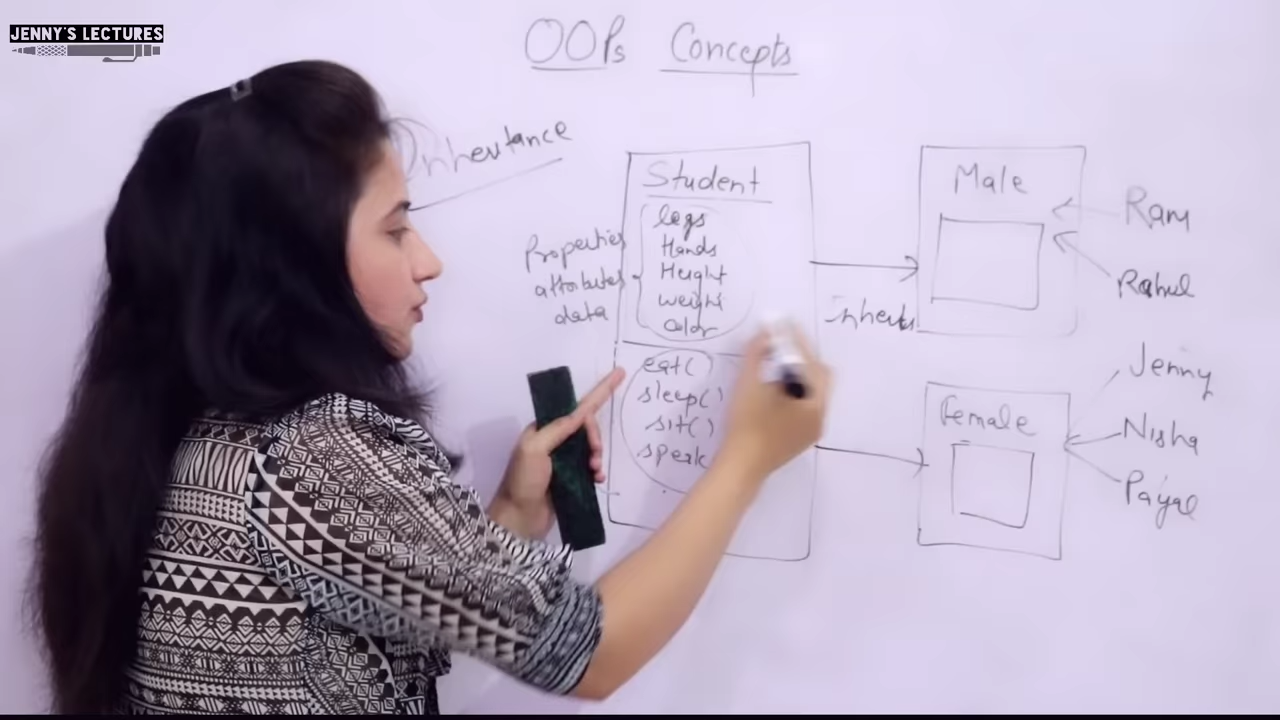 JENNY'S LECTURES
OOPs Concepts
Inheritance
Student
legs
Hands
Height
weight
Color
Properties
attributes
data
eat()
sleep()
sit()
speak
Inherits
Male
Ram
Rahul
Female
Jenny
Nisha
Payal